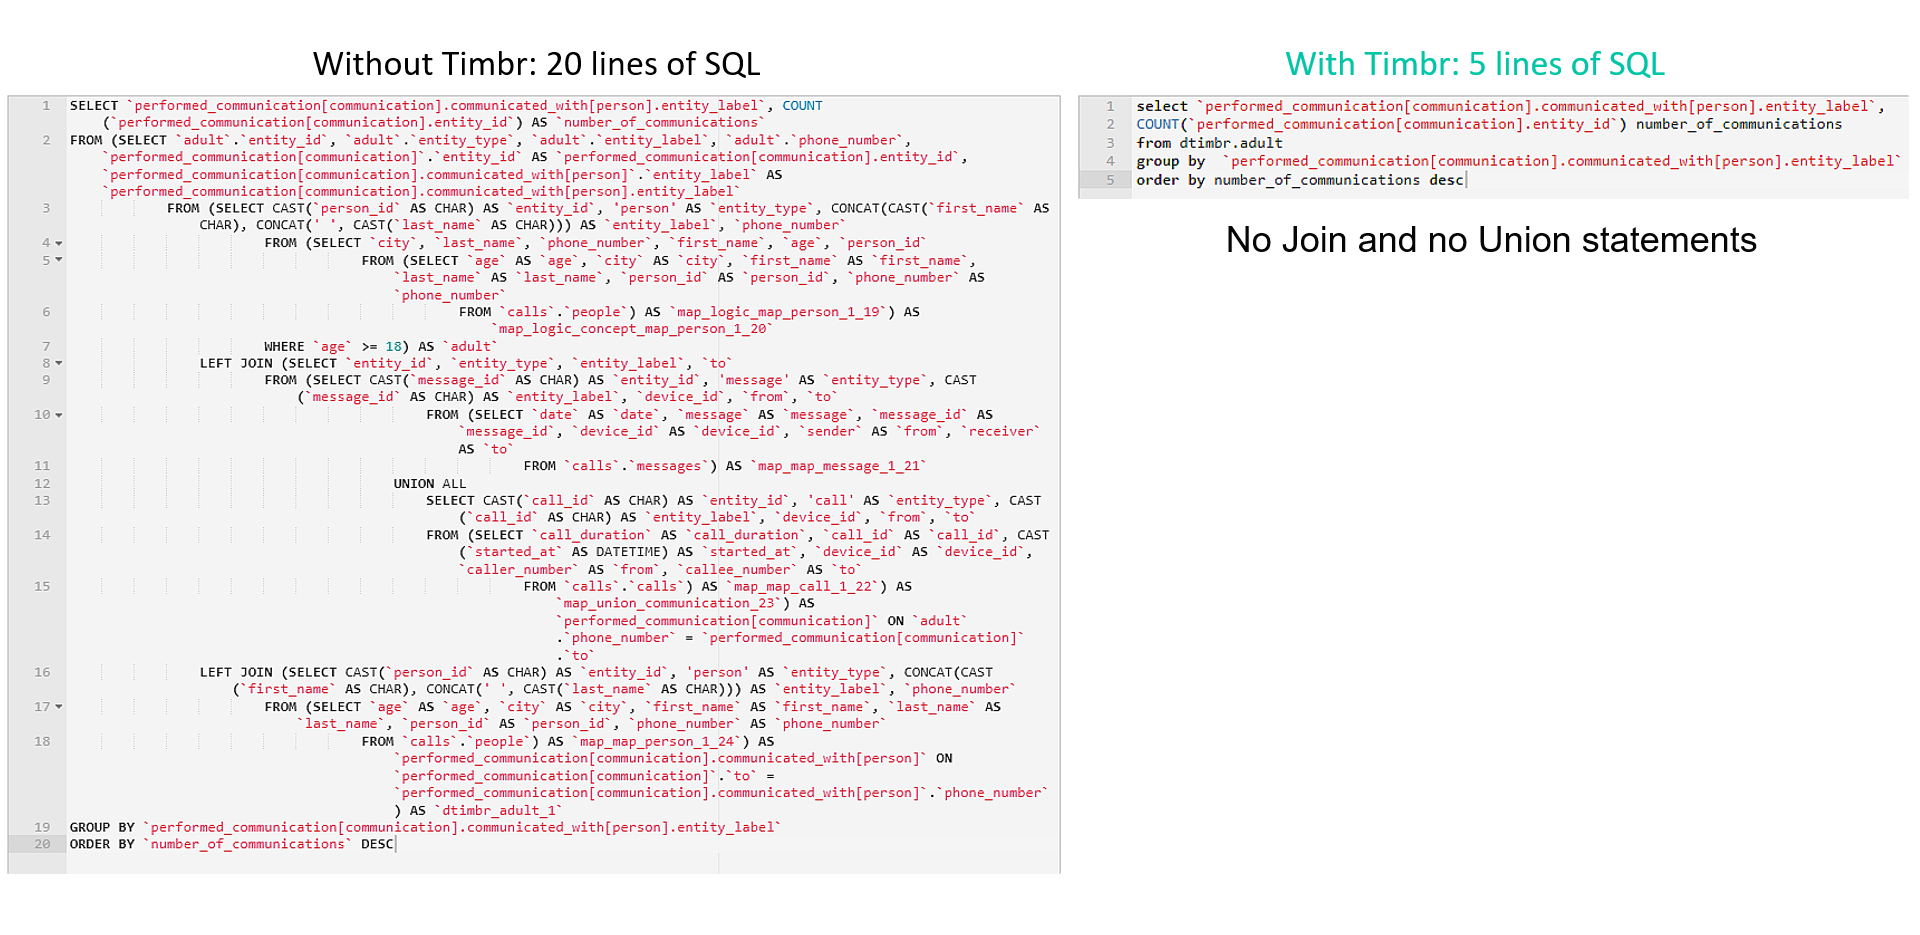 Without Timbr: 20 lines of SQL
1 SELECT `performed_communication[communication].communicated_with[person].entity_label`, COUNT
(`performed_communication[communication].entity_id`) AS `number_of_communications`
2 FROM (SELECT `adult`.`entity_id`, `adult`.`entity_type`, `adult`.`entity_label`, `adult`.`phone_number`,
`performed_communication[communication]`.`entity_id` AS `performed_communication[communication].entity_id`,
`performed_communication[communication].communicated_with[person]`.`entity_label` AS
`performed_communication[communication].communicated_with[person].entity_label`
3 FROM (SELECT CAST(`person_id` AS CHAR) AS `entity_id`, 'person' AS `entity_type`, CONCAT(CAST(`first_name` AS
CHAR), CONCAT(' ', CAST(`last_name` AS CHAR))) AS `entity_label`, `phone_number`
4 FROM (SELECT `city`, `last_name`, `phone_number`, `first_name`, `age`, `person_id`
5 FROM (SELECT `age` AS `age`, `city` AS `city`, `first_name` AS `first_name`,
`last_name` AS `last_name`, `person_id` AS `person_id`, `phone_number` AS
`phone_number`
6 FROM `calls`.`people`) AS `map_logic_map_person_1_19`) AS
`map_logic_concept_map_person_1_20`
7 WHERE `age` >= 18) AS `adult`
8 LEFT JOIN (SELECT `entity_id`, `entity_type`, `entity_label`, `to`
9 FROM (SELECT CAST(`message_id` AS CHAR) AS `entity_id`, 'message' AS `entity_type`, CAST
(`message_id` AS CHAR) AS `entity_label`, `device_id`, `from`, `to`
10 FROM (SELECT `date` AS `date`, `message` AS `message`, `message_id` AS
`message_id`, `device_id` AS `device_id`, `sender` AS `from`, `receiver`
AS `to`
11 FROM `calls`.`messages`) AS `map_map_message_1_21`
12 UNION ALL
13 SELECT CAST(`call_id` AS CHAR) AS `entity_id`, 'call' AS `entity_type`, CAST
(`call_id` AS CHAR) AS `entity_label`, `device_id`, `from`, `to`
14 FROM (SELECT `call_duration` AS `call_duration`, `call_id` AS `call_id`, CAST
(`started_at` AS DATETIME) AS `started_at`, `device_id` AS `device_id`,
`caller_number` AS `from`, `callee_number` AS `to`
15 FROM `calls`.`calls`) AS `map_map_call_1_22`) AS
`map_union_communication_23`) AS
`performed_communication[communication]` ON `adult`
.`phone_number` = `performed_communication[communication]`
.`to`
16 LEFT JOIN (SELECT CAST(`person_id` AS CHAR) AS `entity_id`, 'person' AS `entity_type`, CONCAT(CAST
(`first_name` AS CHAR), CONCAT(' ', CAST(`last_name` AS CHAR))) AS `entity_label`, `phone_number`
17 FROM (SELECT `age` AS `age`, `city` AS `city`, `first_name` AS `first_name`, `last_name` AS
`last_name`, `person_id` AS `person_id`, `phone_number` AS `phone_number`
18 FROM `calls`.`people`) AS `map_map_person_1_24`) AS
`performed_communication[communication].communicated_with[person]` ON
`performed_communication[communication]`.`to` =
`performed_communication[communication].communicated_with[person]`.`phone_number`
) AS `dtimbr_adult_1`
19 GROUP BY `performed_communication[communication].communicated_with[person].entity_label`
20 ORDER BY `number_of_communications` DESC
With Timbr: 5 lines of SQL
1 select `performed_communication[communication].communicated_with[person].entity_label`,
2 COUNT(`performed_communication[communication].entity_id`) number_of_communications
3 from dtimbr.adult
4 group by `performed_communication[communication].communicated_with[person].entity_label`
5 order by number_of_communications desc
No Join and no Union statements